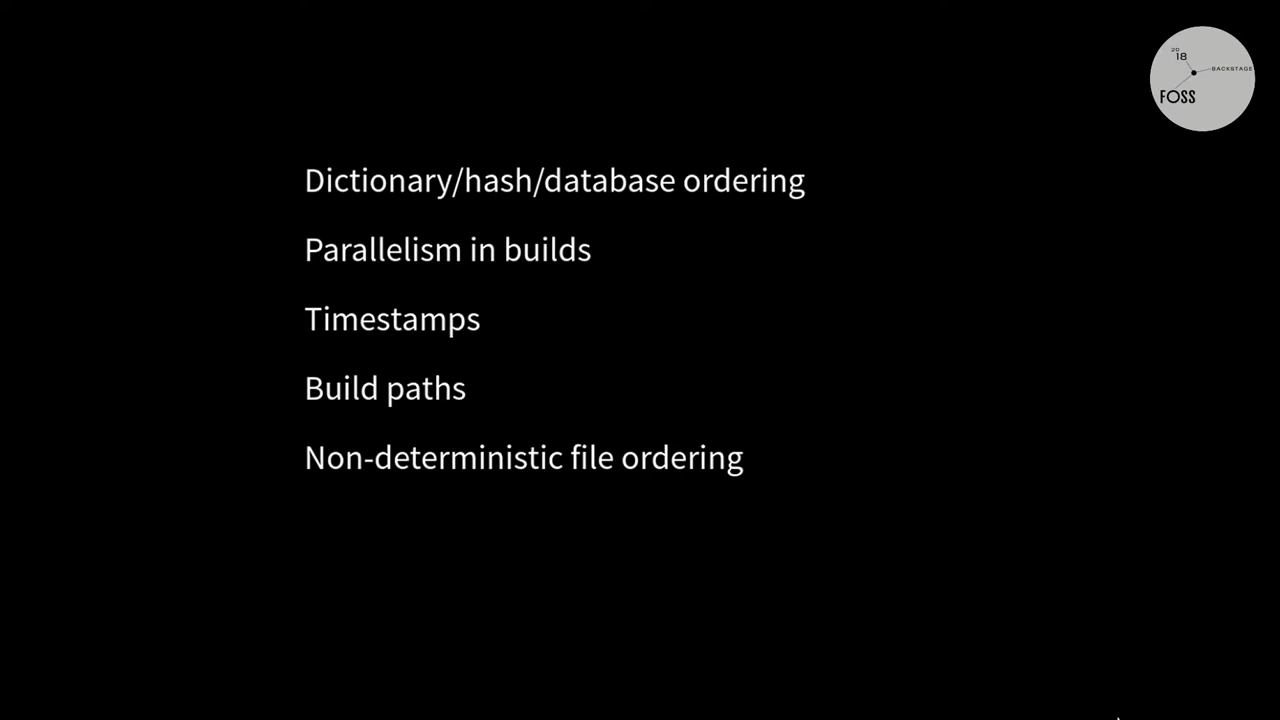 20
18
BACKSTAGE
FOSS
Dictionary/hash/database ordering
Parallelism in builds
Timestamps
Build paths
Non-deterministic file ordering